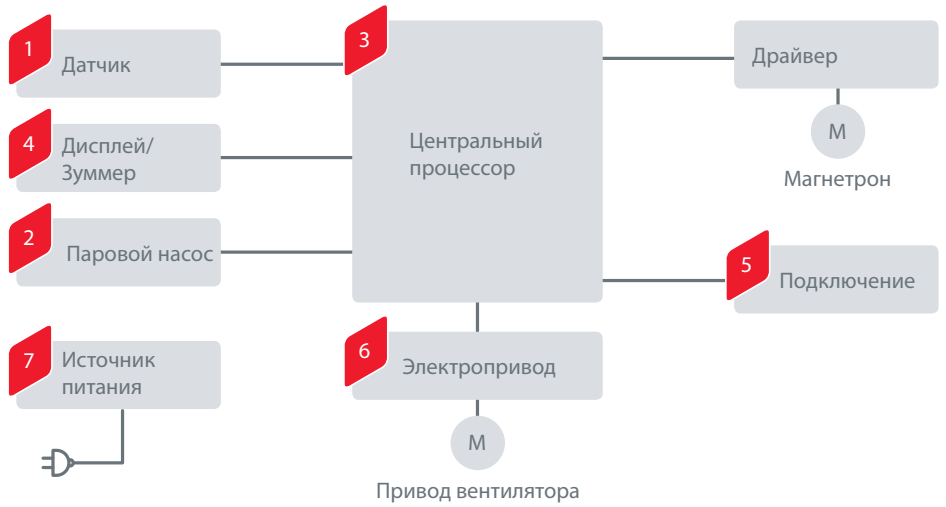 1
Датчик
4
Дисплей/
Зуммер
2
Паровой насос
7
Источник
питания
3
Центральный
процессор
6
Электропривод
М
Привод вентилятора
Драйвер
М
Магнетрон
5
Подключение